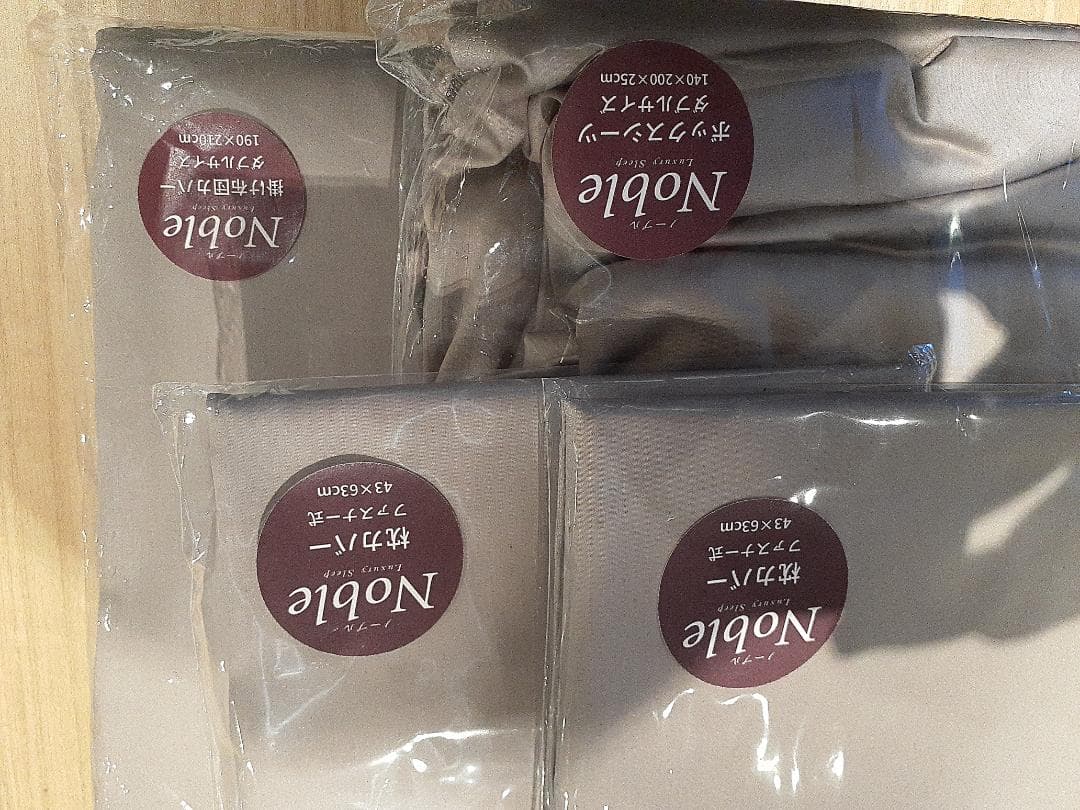 ノーブル
Noble
Luxury Sleep
掛け布団カバー
ダブルサイズ
190×210cm
ノーブル
Noble
Luxury Sleep
ボックスシーツ
ダブルサイズ
140×200×25cm
ノーブル
Noble
Luxury Sleep
枕カバー
ファスナー式
43×63cm
ノーブル
Noble
Luxury Sleep
枕カバー
ファスナー式
43×63cm